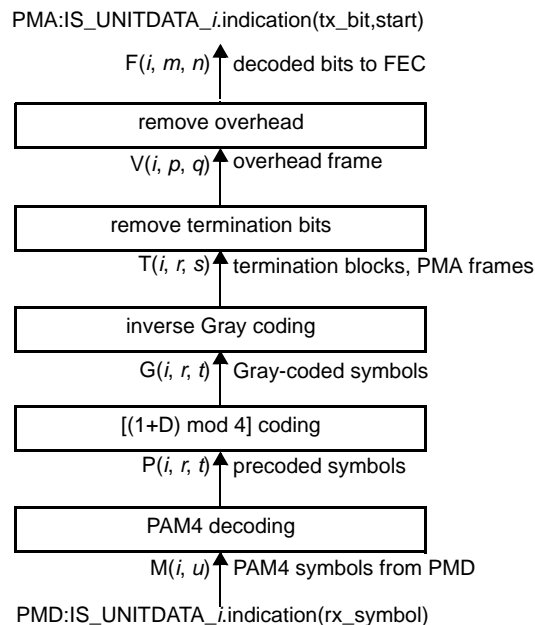 PMA:IS_UNITDATA_i.indication(tx_bit,start)
F(i, m, n) decoded bits to FEC
remove overhead
V(i, p, q) overhead frame
remove termination bits
T(i, r, s) termination blocks, PMA frames
inverse Gray coding
G(i, r, t) Gray-coded symbols
[(1+D) mod 4] coding
P(i, r, t) precoded symbols
PAM4 decoding
M(i, u) PAM4 symbols from PMD
PMD:IS_UNITDATA_i.indication(rx_symbol)